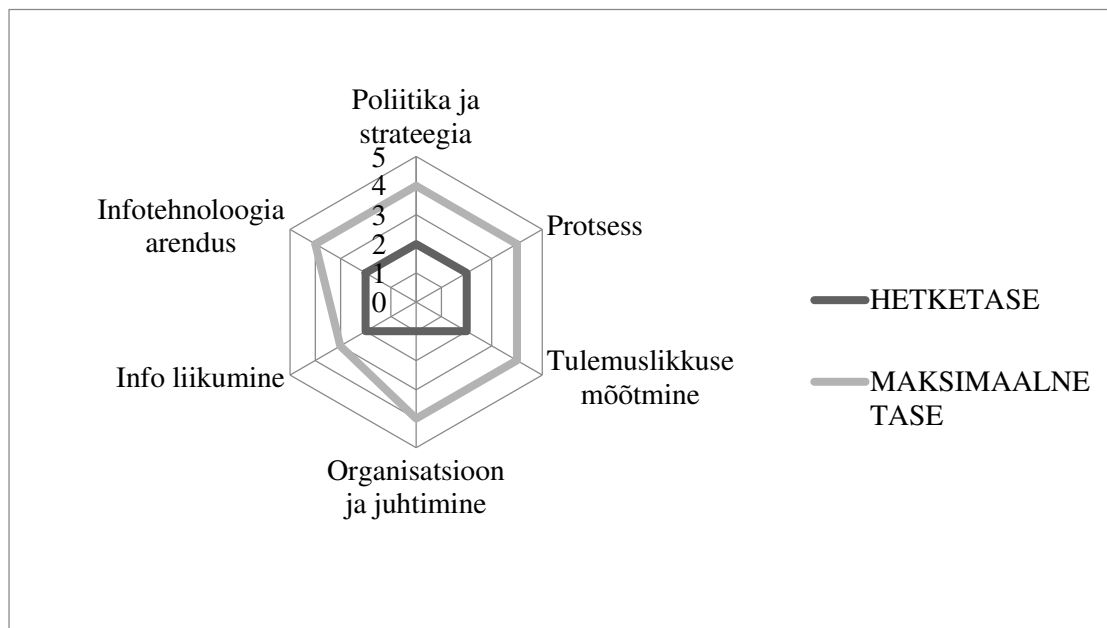 Poliitika ja
strateegia
5
4
3
2
1
0
Infotehnoloogia
arendus
Protsess
Info liikumine
Tulemuslikkuse
mõõtmine
Organisatsioon
ja juhtimine
HETKETASE
MAKSIMAALNE
TASE